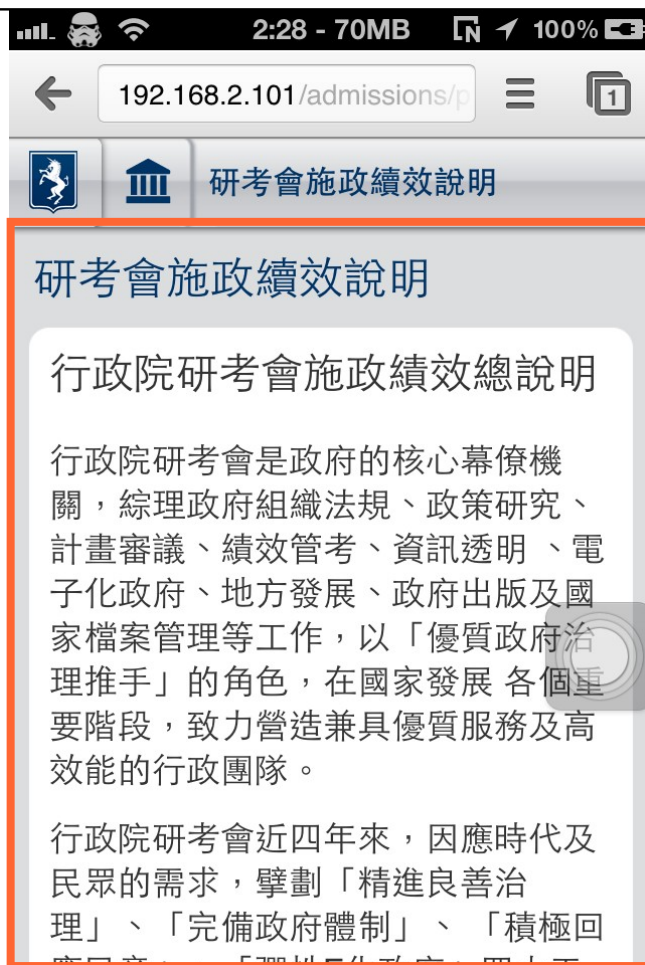 2:28 - 70MB
100%
192.168.2.101/admissions/p
1
研考會施政續效說明
研考會施政續效說明
行政院研考會施政績效總說明
行政院研考會是政府的核心幕僚機
關，綜理政府組織法規、政策研究、
計畫審議、績效管考、資訊透明 、電
子化政府、地方發展、政府出版及國
家檔案管理等工作，以「優質政府治
理推手」的角色，在國家發展 各個重
要階段，致力營造兼具優質服務及高
效能的行政團隊。
行政院研考會近四年來，因應時代及
民眾的需求，擘劃「精進良善治
理」、「完備政府體制」、 「積極回